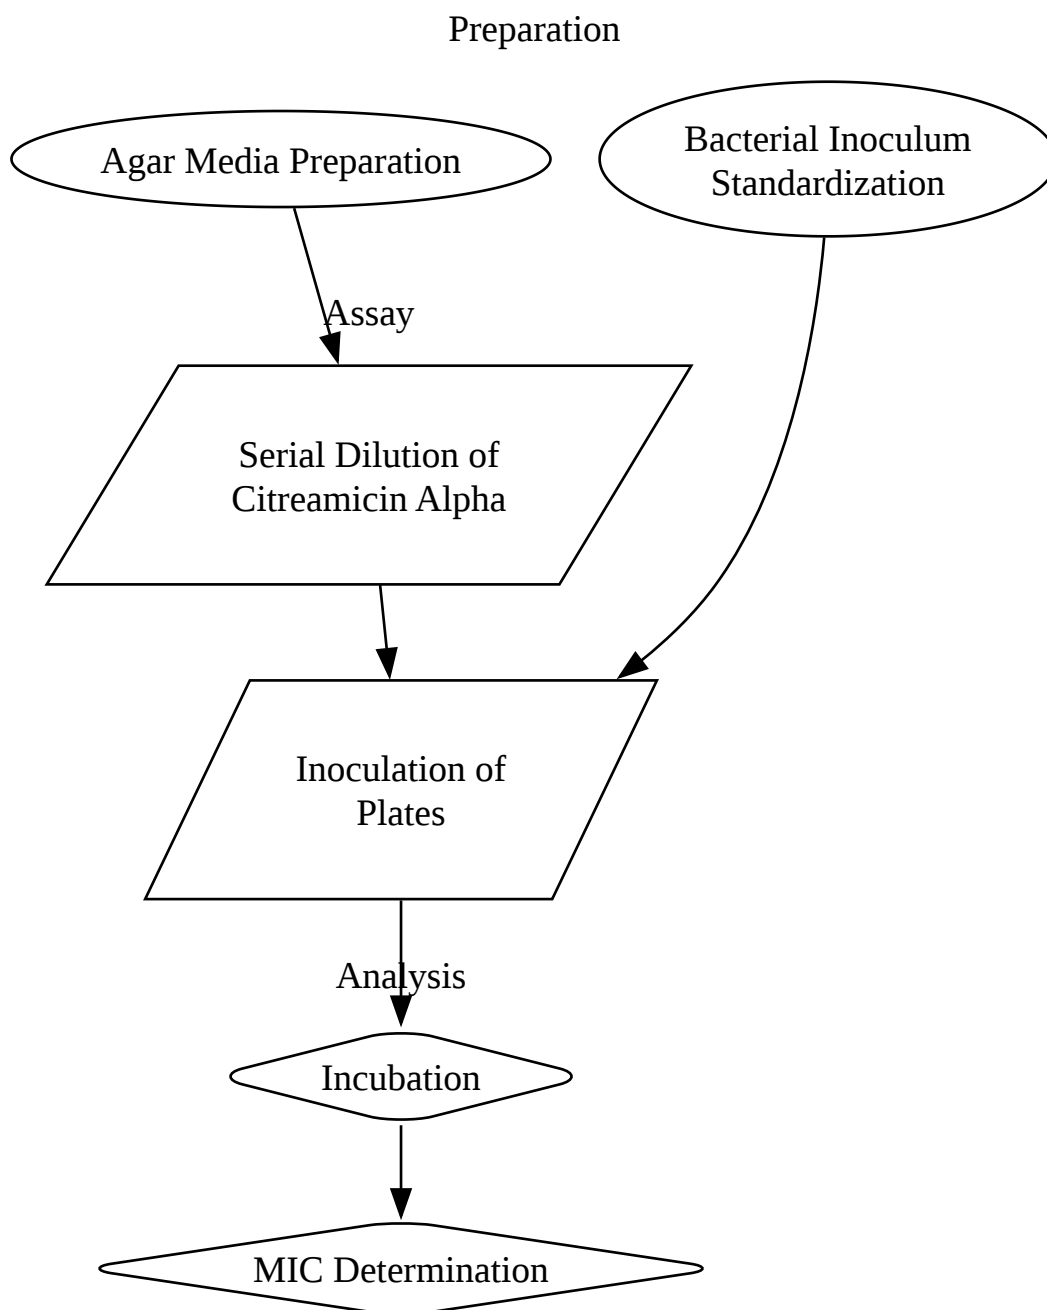 Preparation
Agar Media Preparation
Bacterial Inoculum
Standardization
Assay
Serial Dilution of
Citreamicin Alpha
Inoculation of
Plates
Analysis
Incubation
MIC Determination